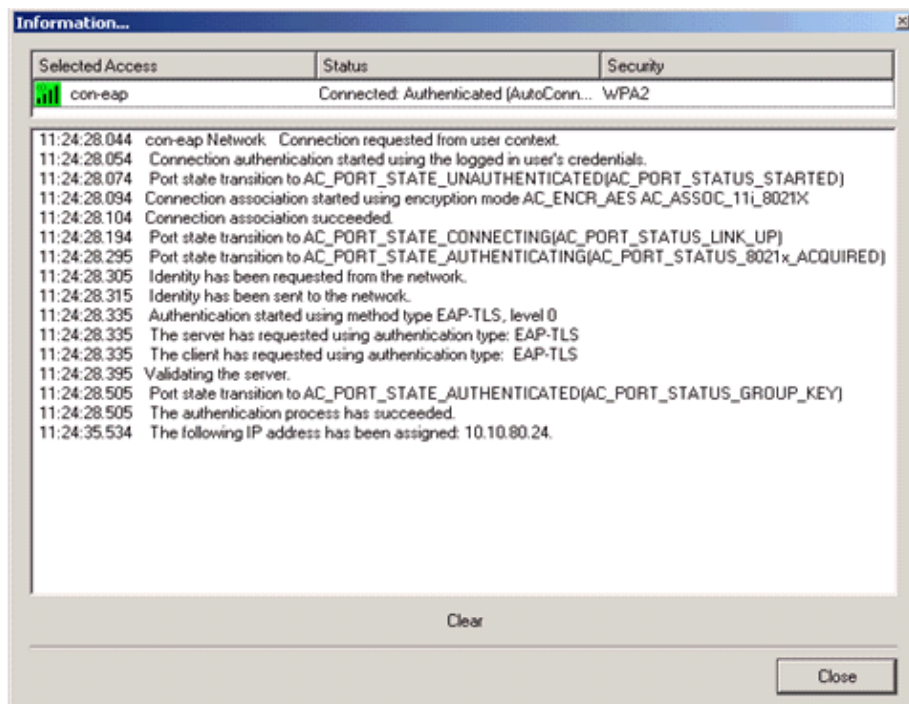 Information...
Selected Access Status Security
con-eap Connected: Authenticated (AutoConn... WPA2
11:24:28.044 con-eap Network Connection requested from user context.
11:24:28.054 Connection authentication started using the logged in user's credentials.
11:24:28.074 Port state transition to AC_PORT_STATE_UNAUTHENTICATED(AC_PORT_STATUS_STARTED)
11:24:28.094 Connection association started using encryption mode AC_ENCR_AES AC_ASSOC_11i_8021X
11:24:28.104 Connection association succeeded.
11:24:28.194 Port state transition to AC_PORT_STATE_CONNECTING(AC_PORT_STATUS_LINK_UP)
11:24:28.295 Port state transition to AC_PORT_STATE_AUTHENTICATING(AC_PORT_STATUS_8021x_ACQUIRED)
11:24:28.305 Identity has been requested from the network.
11:24:28.315 Identity has been sent to the network.
11:24:28.335 Authentication started using method type EAP-TLS, level 0
11:24:28.335 The server has requested using authentication type: EAP-TLS
11:24:28.335 The client has requested using authentication type: EAP-TLS
11:24:28.395 Validating the server.
11:24:28.505 Port state transition to AC_PORT_STATE_AUTHENTICATED(AC_PORT_STATUS_GROUP_KEY)
11:24:28.505 The authentication process has succeeded.
11:24:35.534 The following IP address has been assigned: 10.10.80.24.
Clear
Close